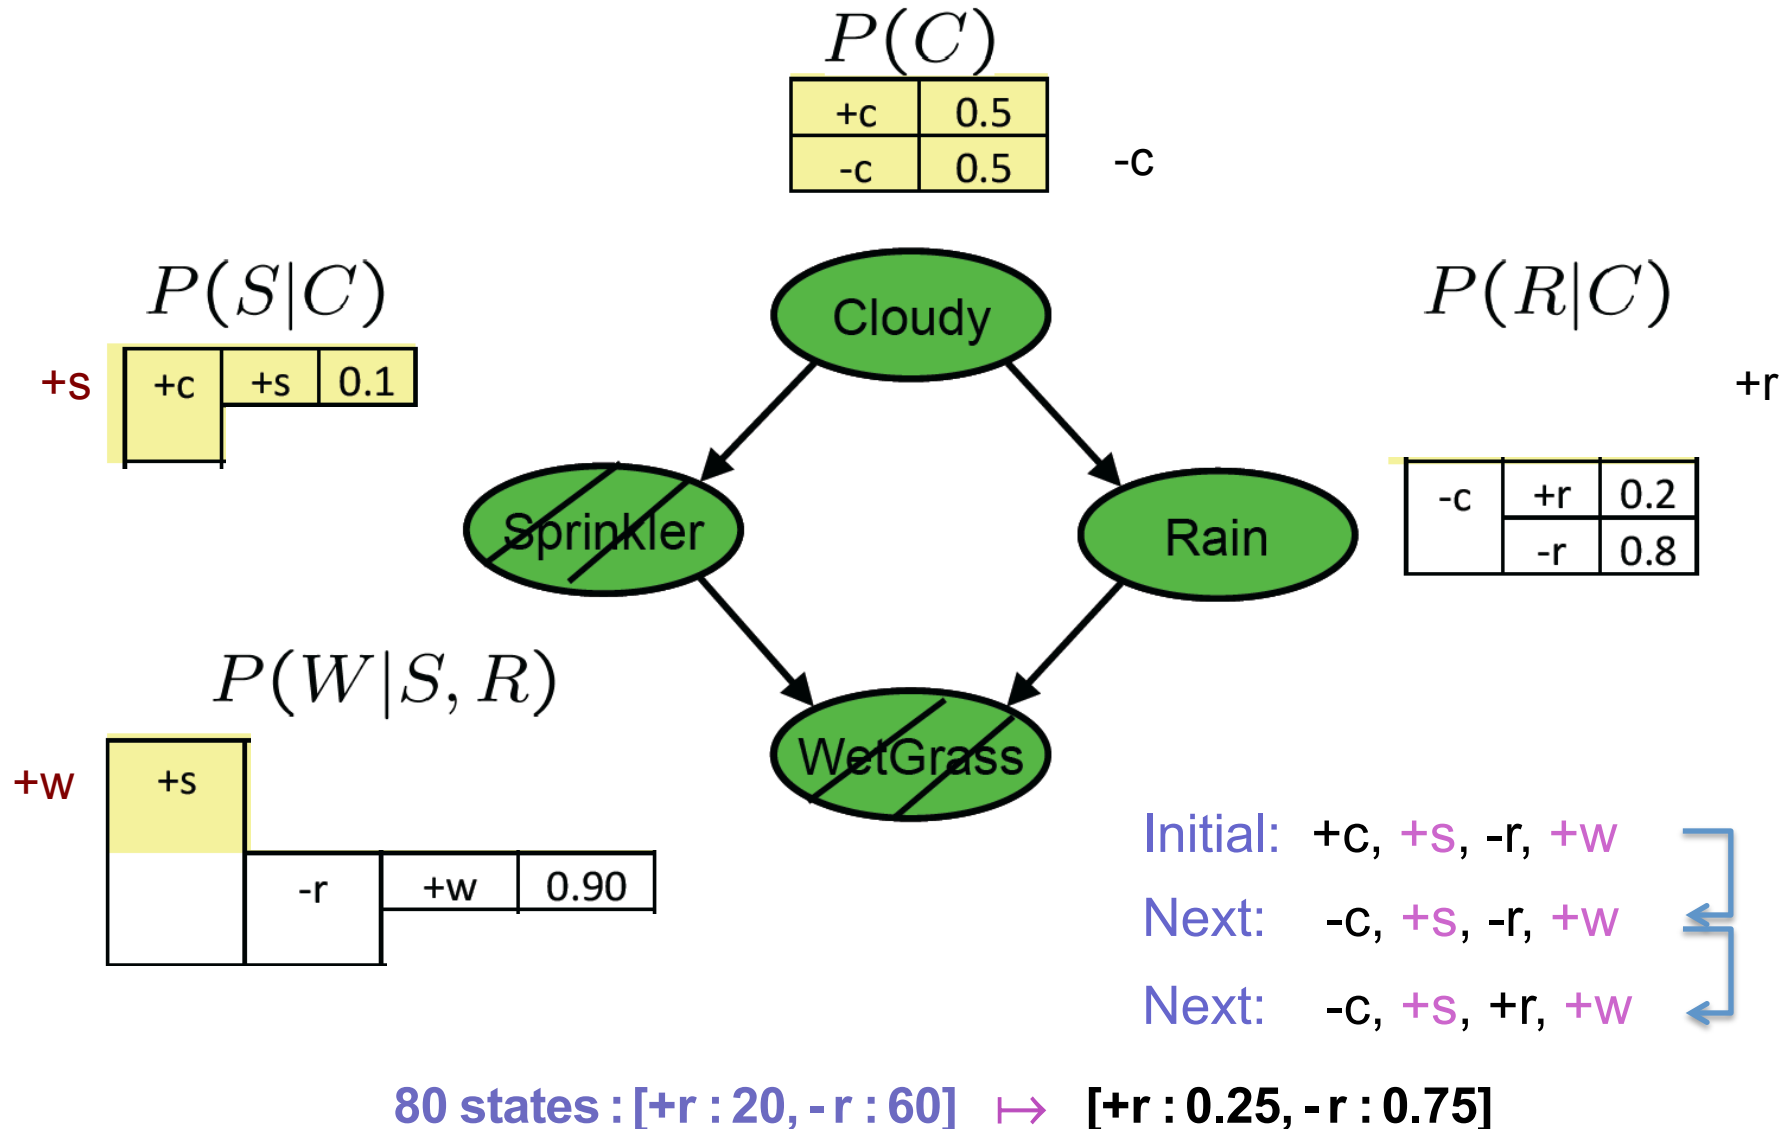 P(C)
+c 0.5
-c 0.5
-c
P(S|C)
+s
+c +s 0.1
Cloudy
P(R|C)
+r
-c +r 0.2
-r 0.8
Sprinkler
Rain
P(W|S, R)
+w
+s
-r +w 0.90
WetGrass
Initial: +c, +s, -r, +w
Next: -c, +s, -r, +w
Next: -c, +s, +r, +w
80 states : [+r : 20, - r : 60] ↦ [+r : 0.25, - r : 0.75]